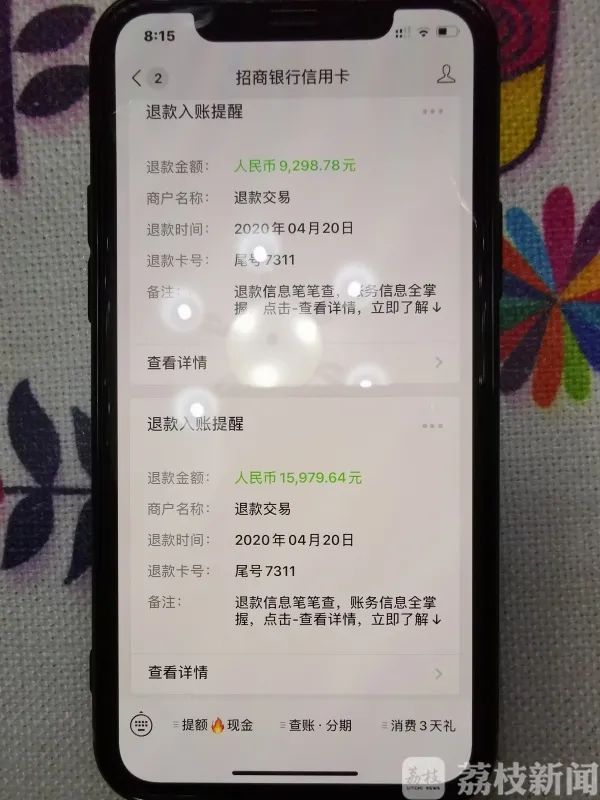 8:15
2
招商银行信用卡
退款入账提醒
退款金额: 人民币 9,298.78 元
商户名称: 退款交易
退款时间: 2020 年 04 月 20 日
退款卡号: 尾号 7311
备注: 退款信息笔笔查，账务信息全掌
握，点击-查看详情，立即了解↓
查看详情
退款入账提醒
退款金额: 人民币 15,979.64 元
商户名称: 退款交易
退款时间: 2020 年 04 月 20 日
退款卡号: 尾号 7311
备注: 退款信息笔笔查，账务信息全掌
握，点击-查看详情，立即了解↓
查看详情
提额🔥现金 查账·分期 消费 3 天礼
荔枝
LITCHI NEWS
荔枝新闻